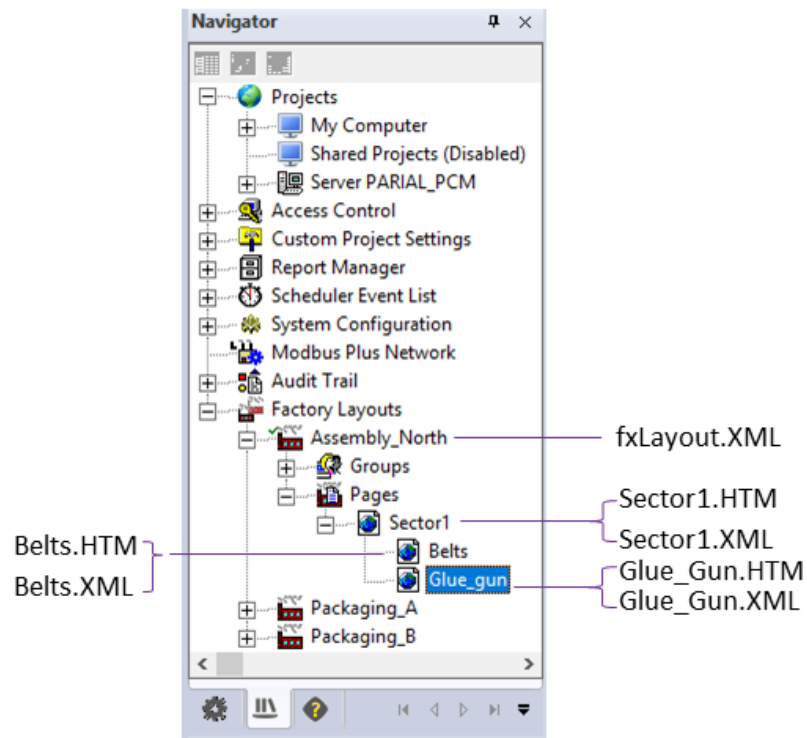 Navigator
Projects
My Computer
Shared Projects (Disabled)
Server PARIAL_PCM
Access Control
Custom Project Settings
Report Manager
Scheduler Event List
System Configuration
Modbus Plus Network
Audit Trail
Factory Layouts
Assembly_North
fxLayout.XML
Groups
Pages
Sector1.HTM
Sector1
Sector1.XML
Belts.HTM
Belts
Glue_Gun.HTM
Belts.XML
Glue_gun
Glue_Gun.XML
Packaging_A
Packaging_B